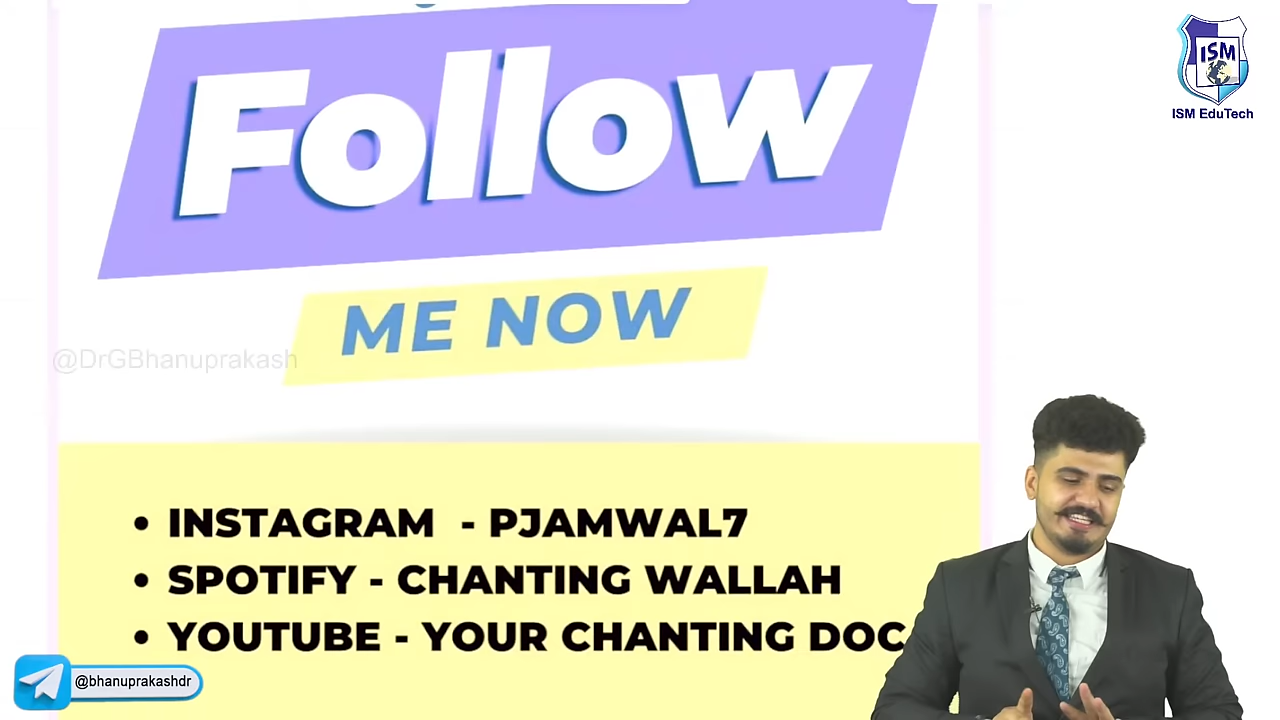 Follow
ISM
ISM EduTech
ME NOW
@DrGBhanuprakash
• INSTAGRAM - PJAMWAL7
• SPOTIFY - CHANTING WALLAH
• YOUTUBE - YOUR CHANTING DOC
@bhanuprakashdr